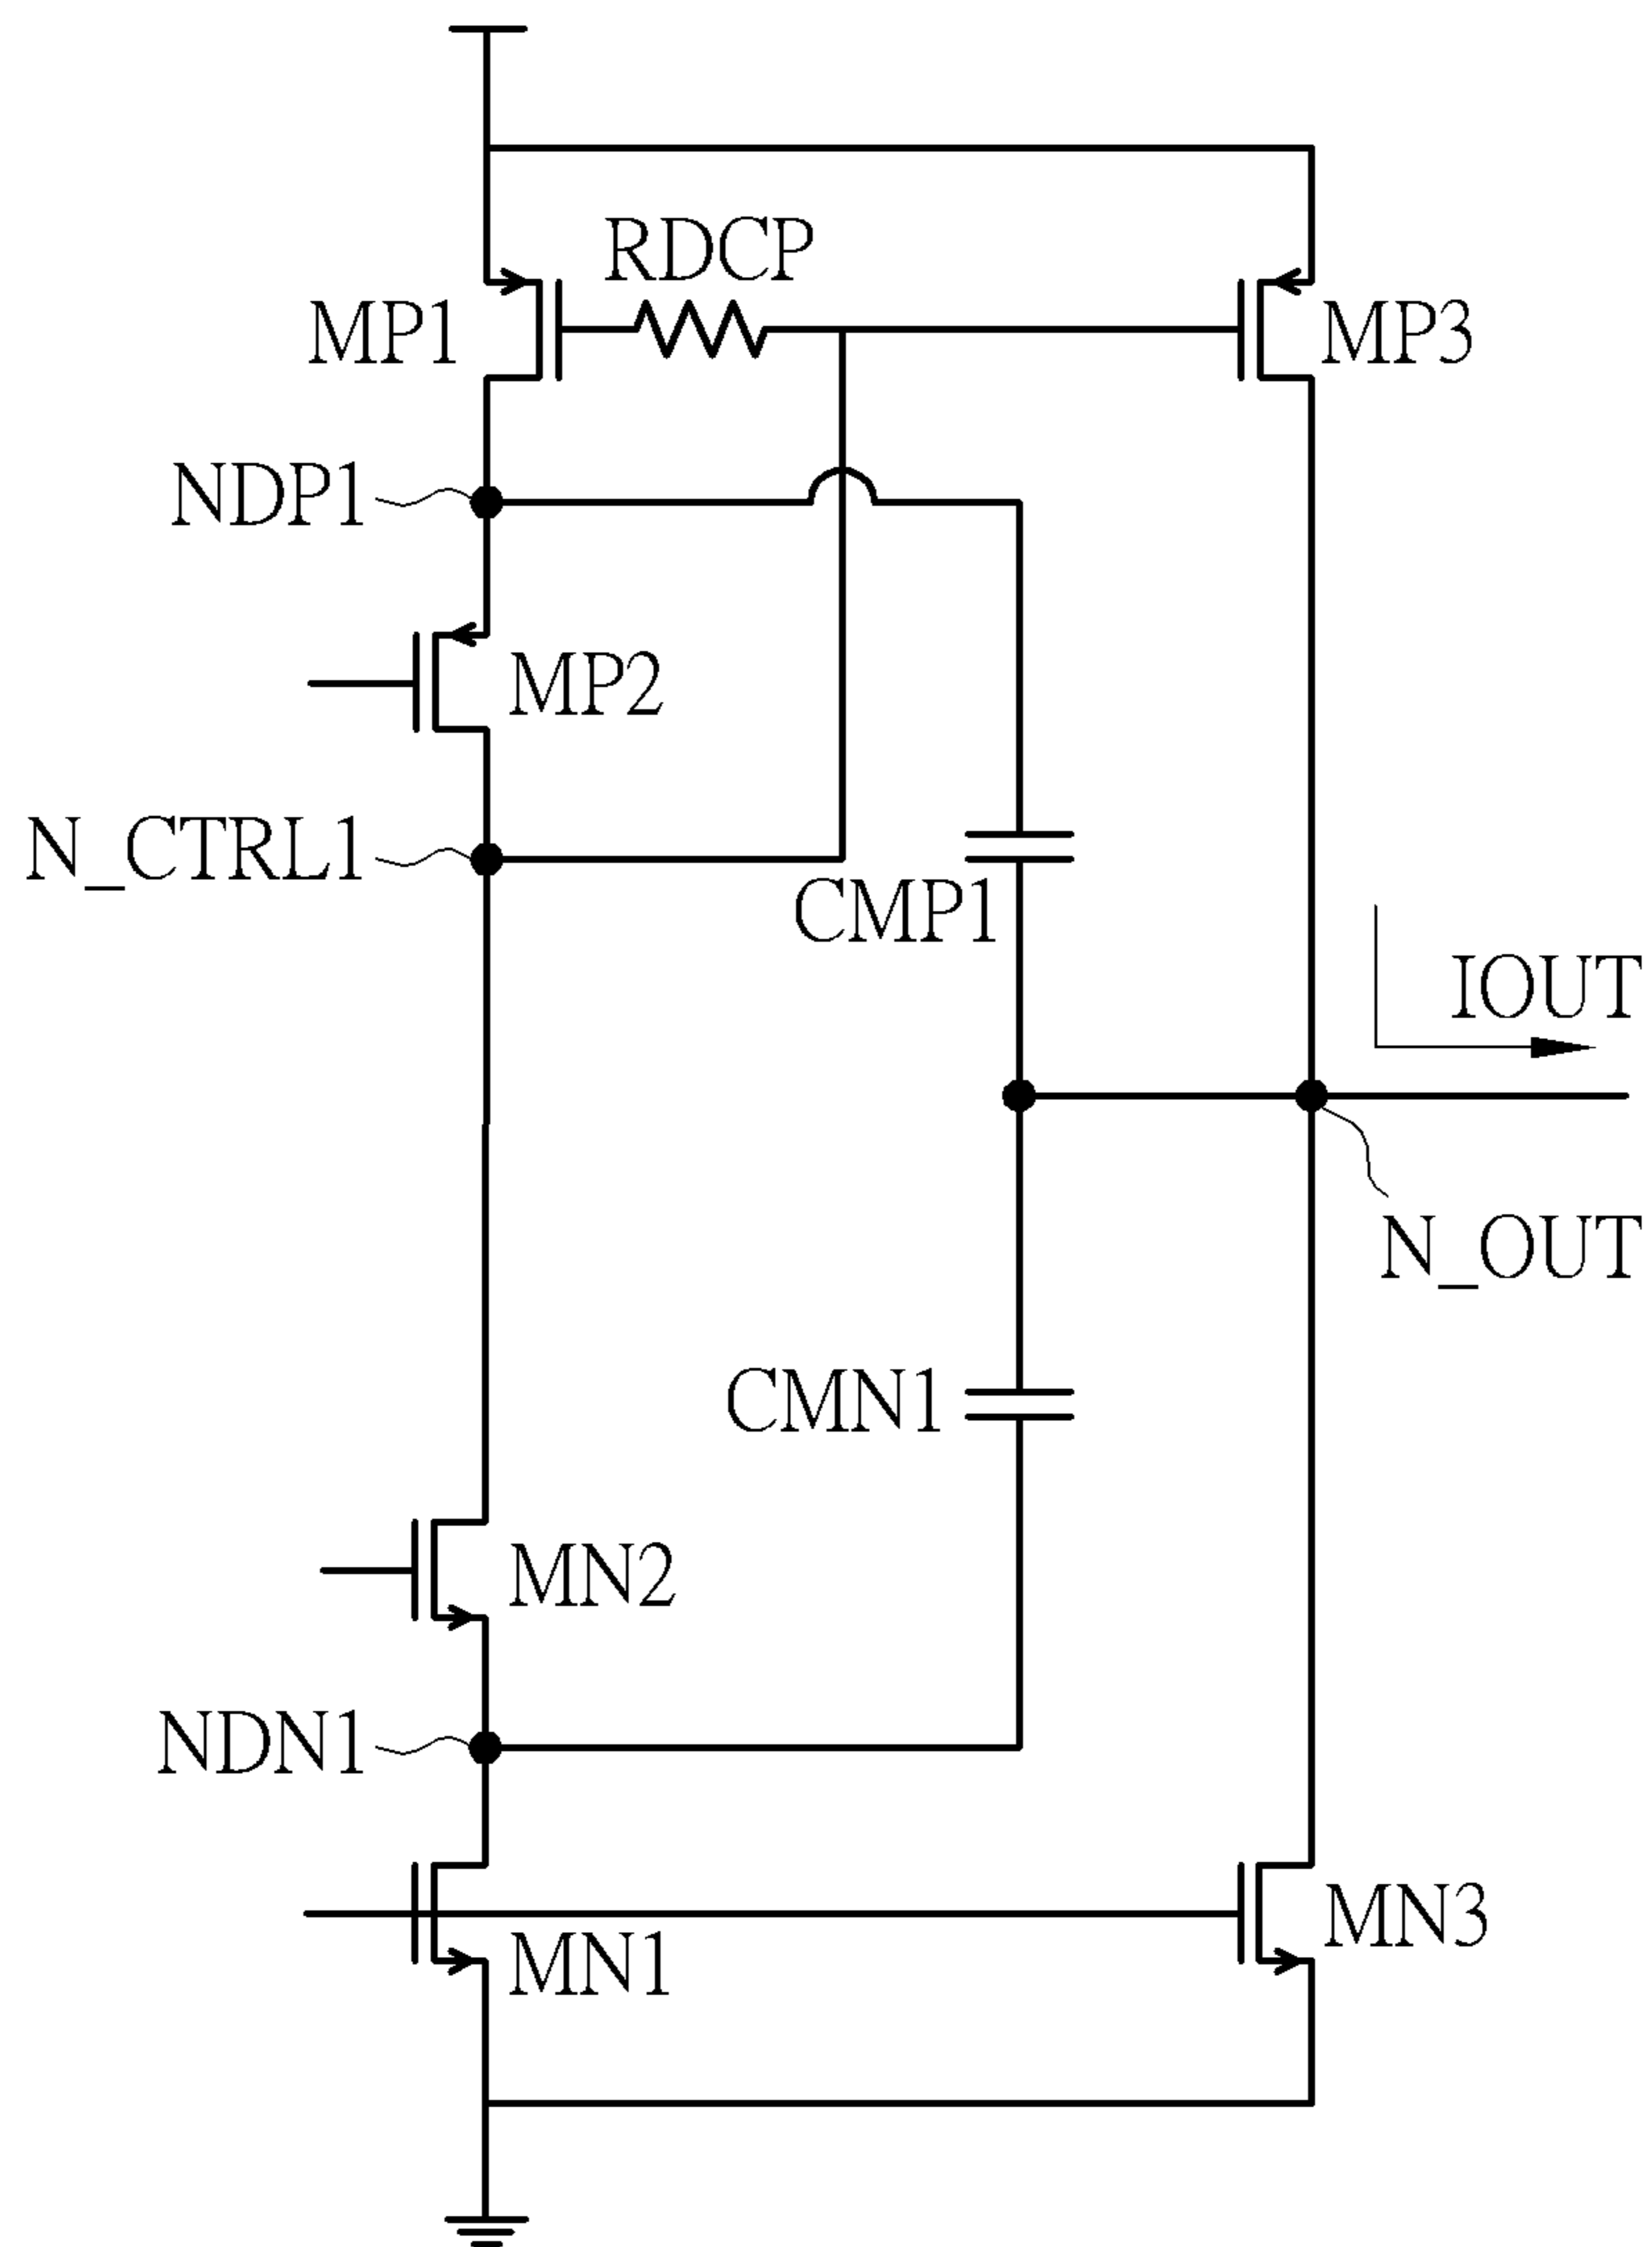 RDCP
MP1
MP3
NDP1
MP2
N_CTRL1
CMP1
IOUT
N_OUT
CMN1
MN2
NDN1
MN3
MN1